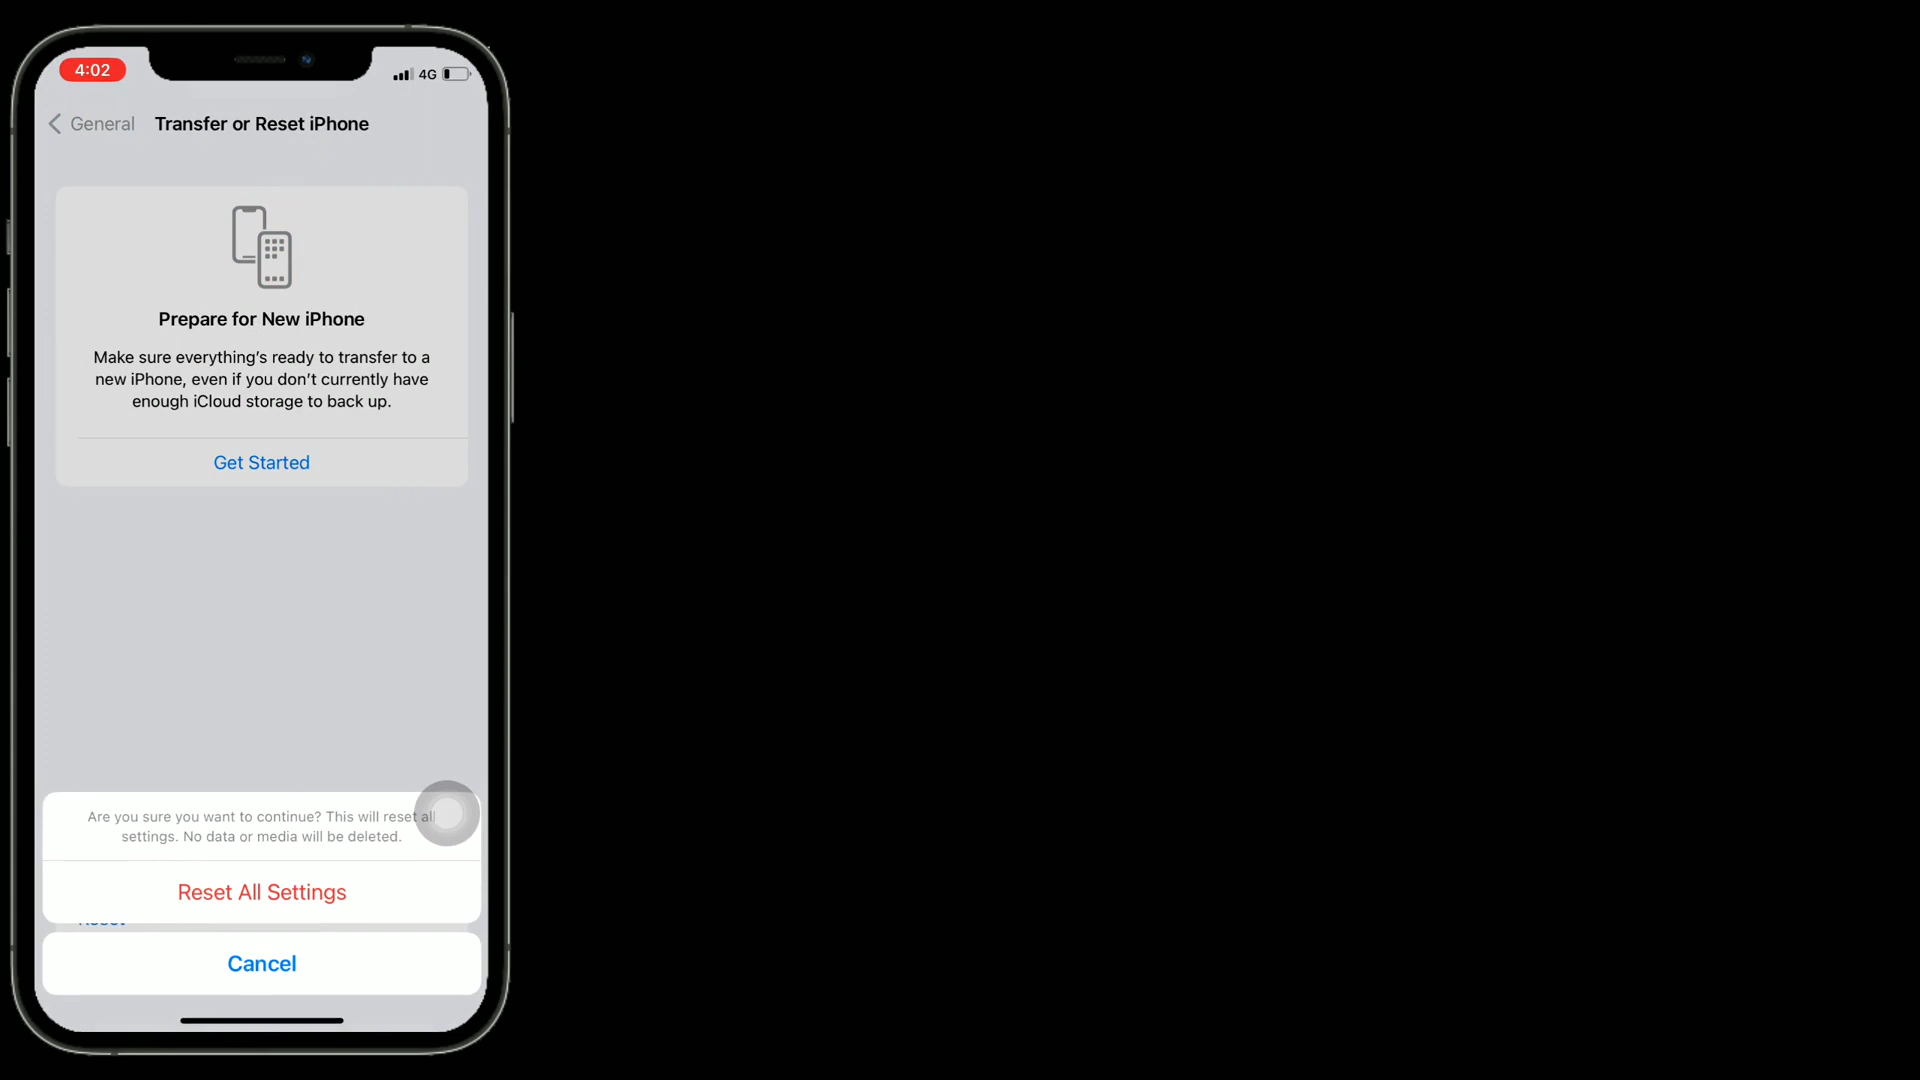 4:02
4G
General
Transfer or Reset iPhone
Prepare for New iPhone
Make sure everything's ready to transfer to a
new iPhone, even if you don't currently have
enough iCloud storage to back up.
Get Started
Are you sure you want to continue? This will reset all
settings. No data or media will be deleted.
Reset All Settings
Reset
Cancel